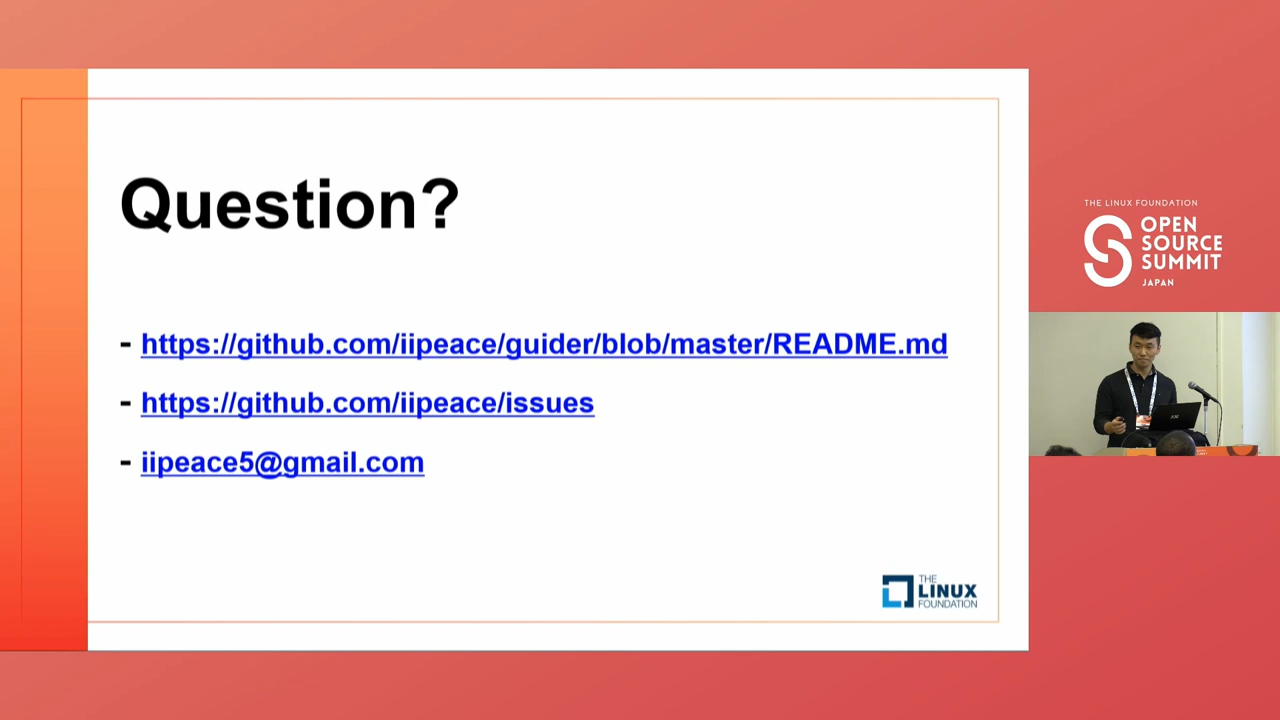 Question?
- https://github.com/iipeace/guider/blob/master/README.md
- https://github.com/iipeace/issues
- iipeace5@gmail.com
THE
LINUX
FOUNDATION
THE LINUX FOUNDATION
OPEN
SOURCE
SUMMIT
JAPAN